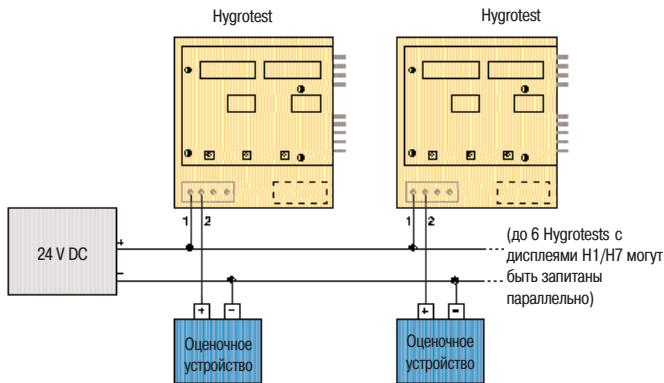 Hygrotest
Hygrotest
1 2
1 2
24 V DC
+
−
(до 6 Hygrotests с
дисплеями H1/H7 могут
быть запитаны
параллельно)
+ −
+ −
Оценочное
устройство
Оценочное
устройство